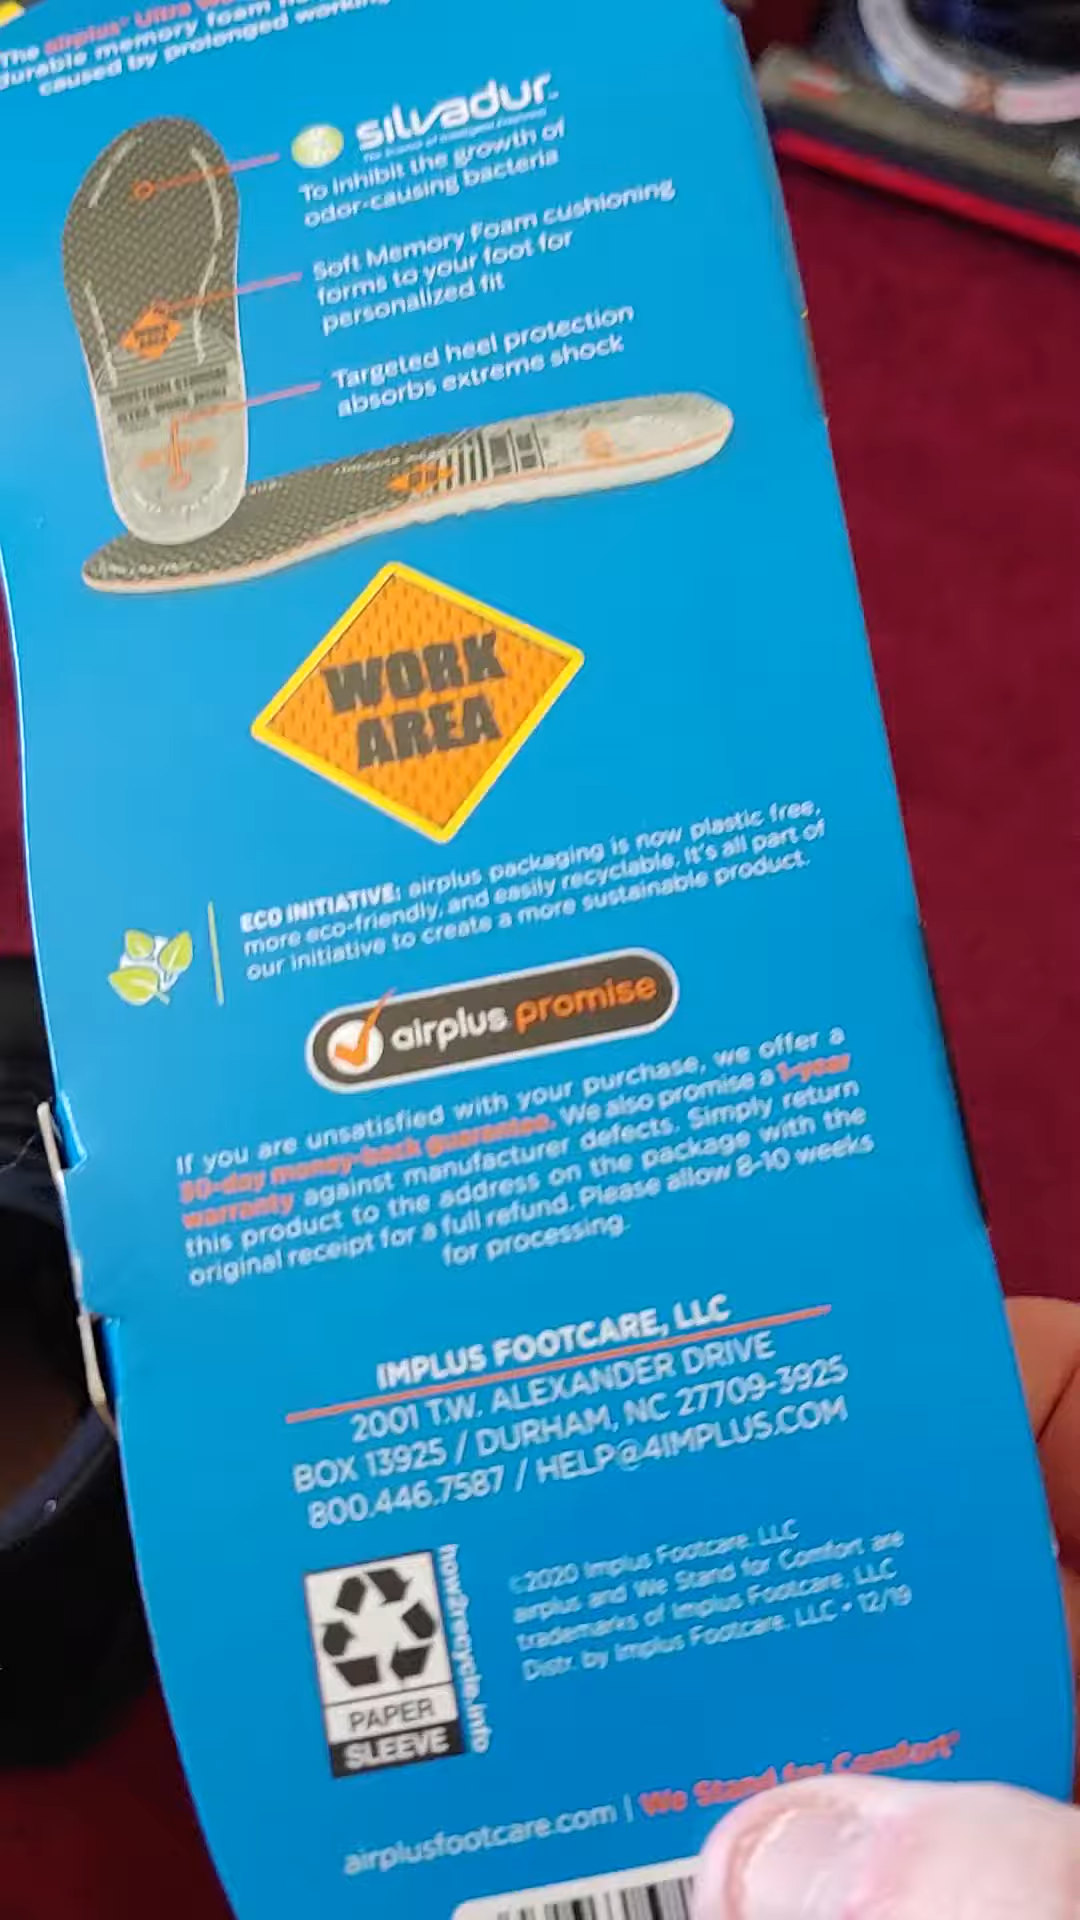 The airplus® Ultra
durable memory foam
caused by prolonged working
silvadur™
To inhibit the growth of
odor-causing bacteria
Soft Memory Foam cushioning
forms to your foot for
personalized fit
Targeted heel protection
absorbs extreme shock
WORK
AREA
ECO INITIATIVE: airplus packaging is now plastic free,
more eco-friendly, and easily recyclable. It's all part of
our initiative to create a more sustainable product.
airplus promise
If you are unsatisfied with your purchase, we offer a
30-day money-back guarantee. We also promise a 1-year
warranty against manufacturer defects. Simply return
this product to the address on the package with the
original receipt for a full refund. Please allow 8-10 weeks
for processing.
IMPLUS FOOTCARE, LLC
2001 T.W. ALEXANDER DRIVE
BOX 13925 / DURHAM, NC 27709-3925
800.446.7587 / HELP@4IMPLUS.COM
how2recycle.info
PAPER
SLEEVE
©2020 Implus Footcare, LLC
airplus and We Stand for Comfort are
trademarks of Implus Footcare, LLC
Distr. by Implus Footcare, LLC • 12/19
airplusfootcare.com | We Stand for Comfort®